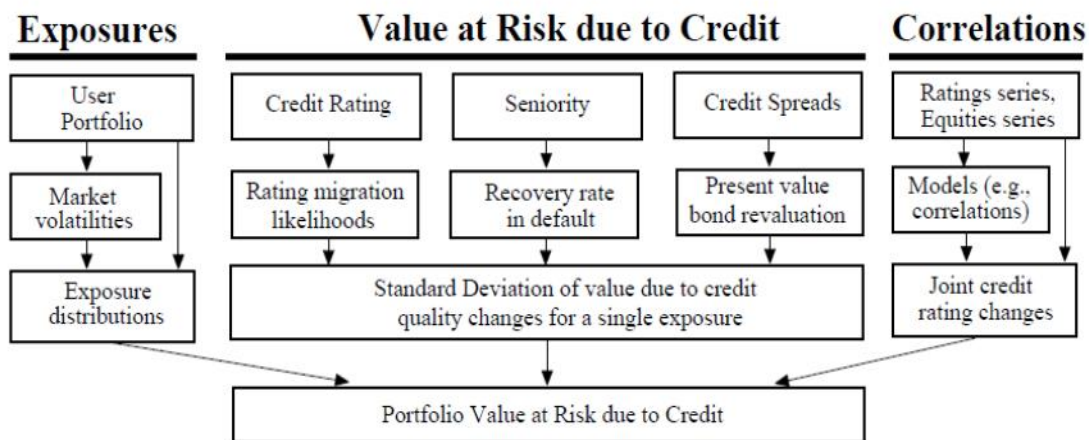 Exposures
Value at Risk due to Credit
Correlations
User
Portfolio
Market
volatilities
Exposure
distributions
Credit Rating
Seniority
Credit Spreads
Rating migration
likelihoods
Recovery rate
in default
Present value
bond revaluation
Standard Deviation of value due to credit
quality changes for a single exposure
Ratings series,
Equities series
Models (e.g.,
correlations)
Joint credit
rating changes
Portfolio Value at Risk due to Credit